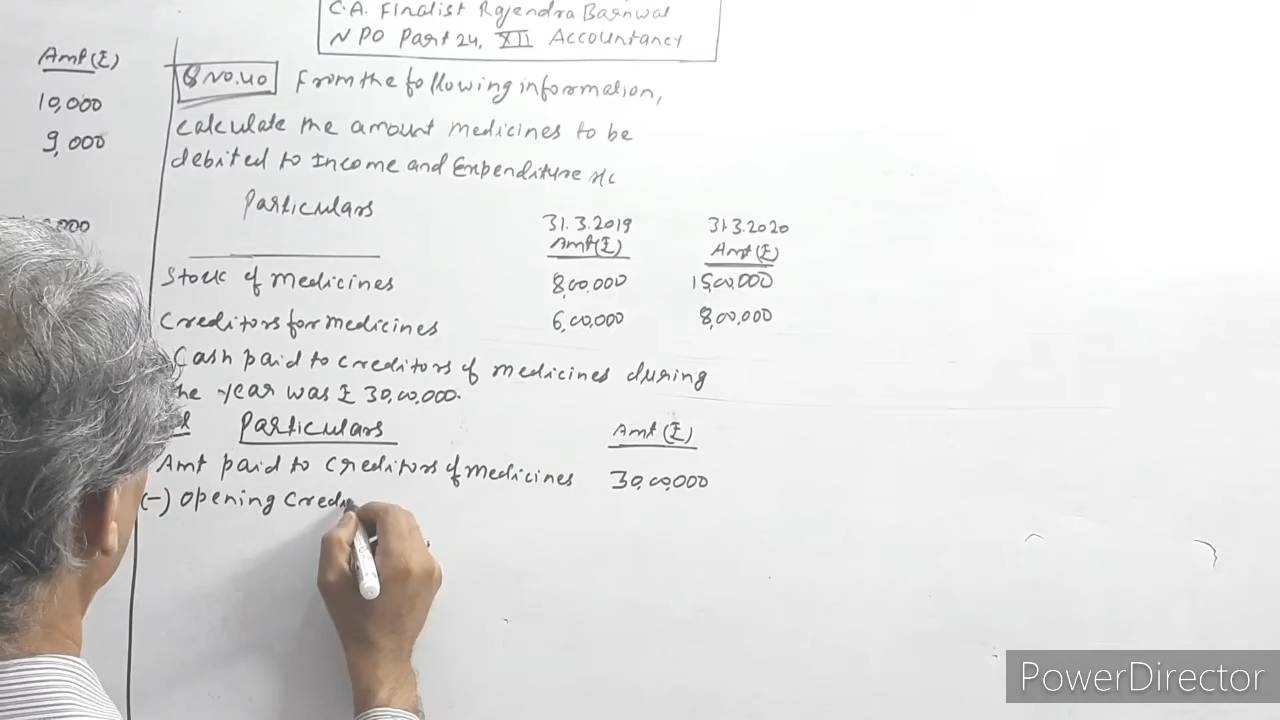 C.A. Finalist Rajendra Barnwal
NPO Part 24, XII Accountancy
Amt(₹)
10,000
9,000
Q No.40 From the following information,
calculate the amount medicines to be
debited to Income and Expenditure A/c
Particulars
31.3.2019 31.3.2020
Amt(₹) Amt(₹)
Stock of medicines 8,00,000 15,00,000
Creditors for medicines 6,00,000 8,00,000
Cash paid to creditors of medicines during
he year was ₹ 30,00,000.
Particulars Amt(₹)
Amt paid to creditors of medicines 30,00,000
(-) Opening Credi
PowerDirector